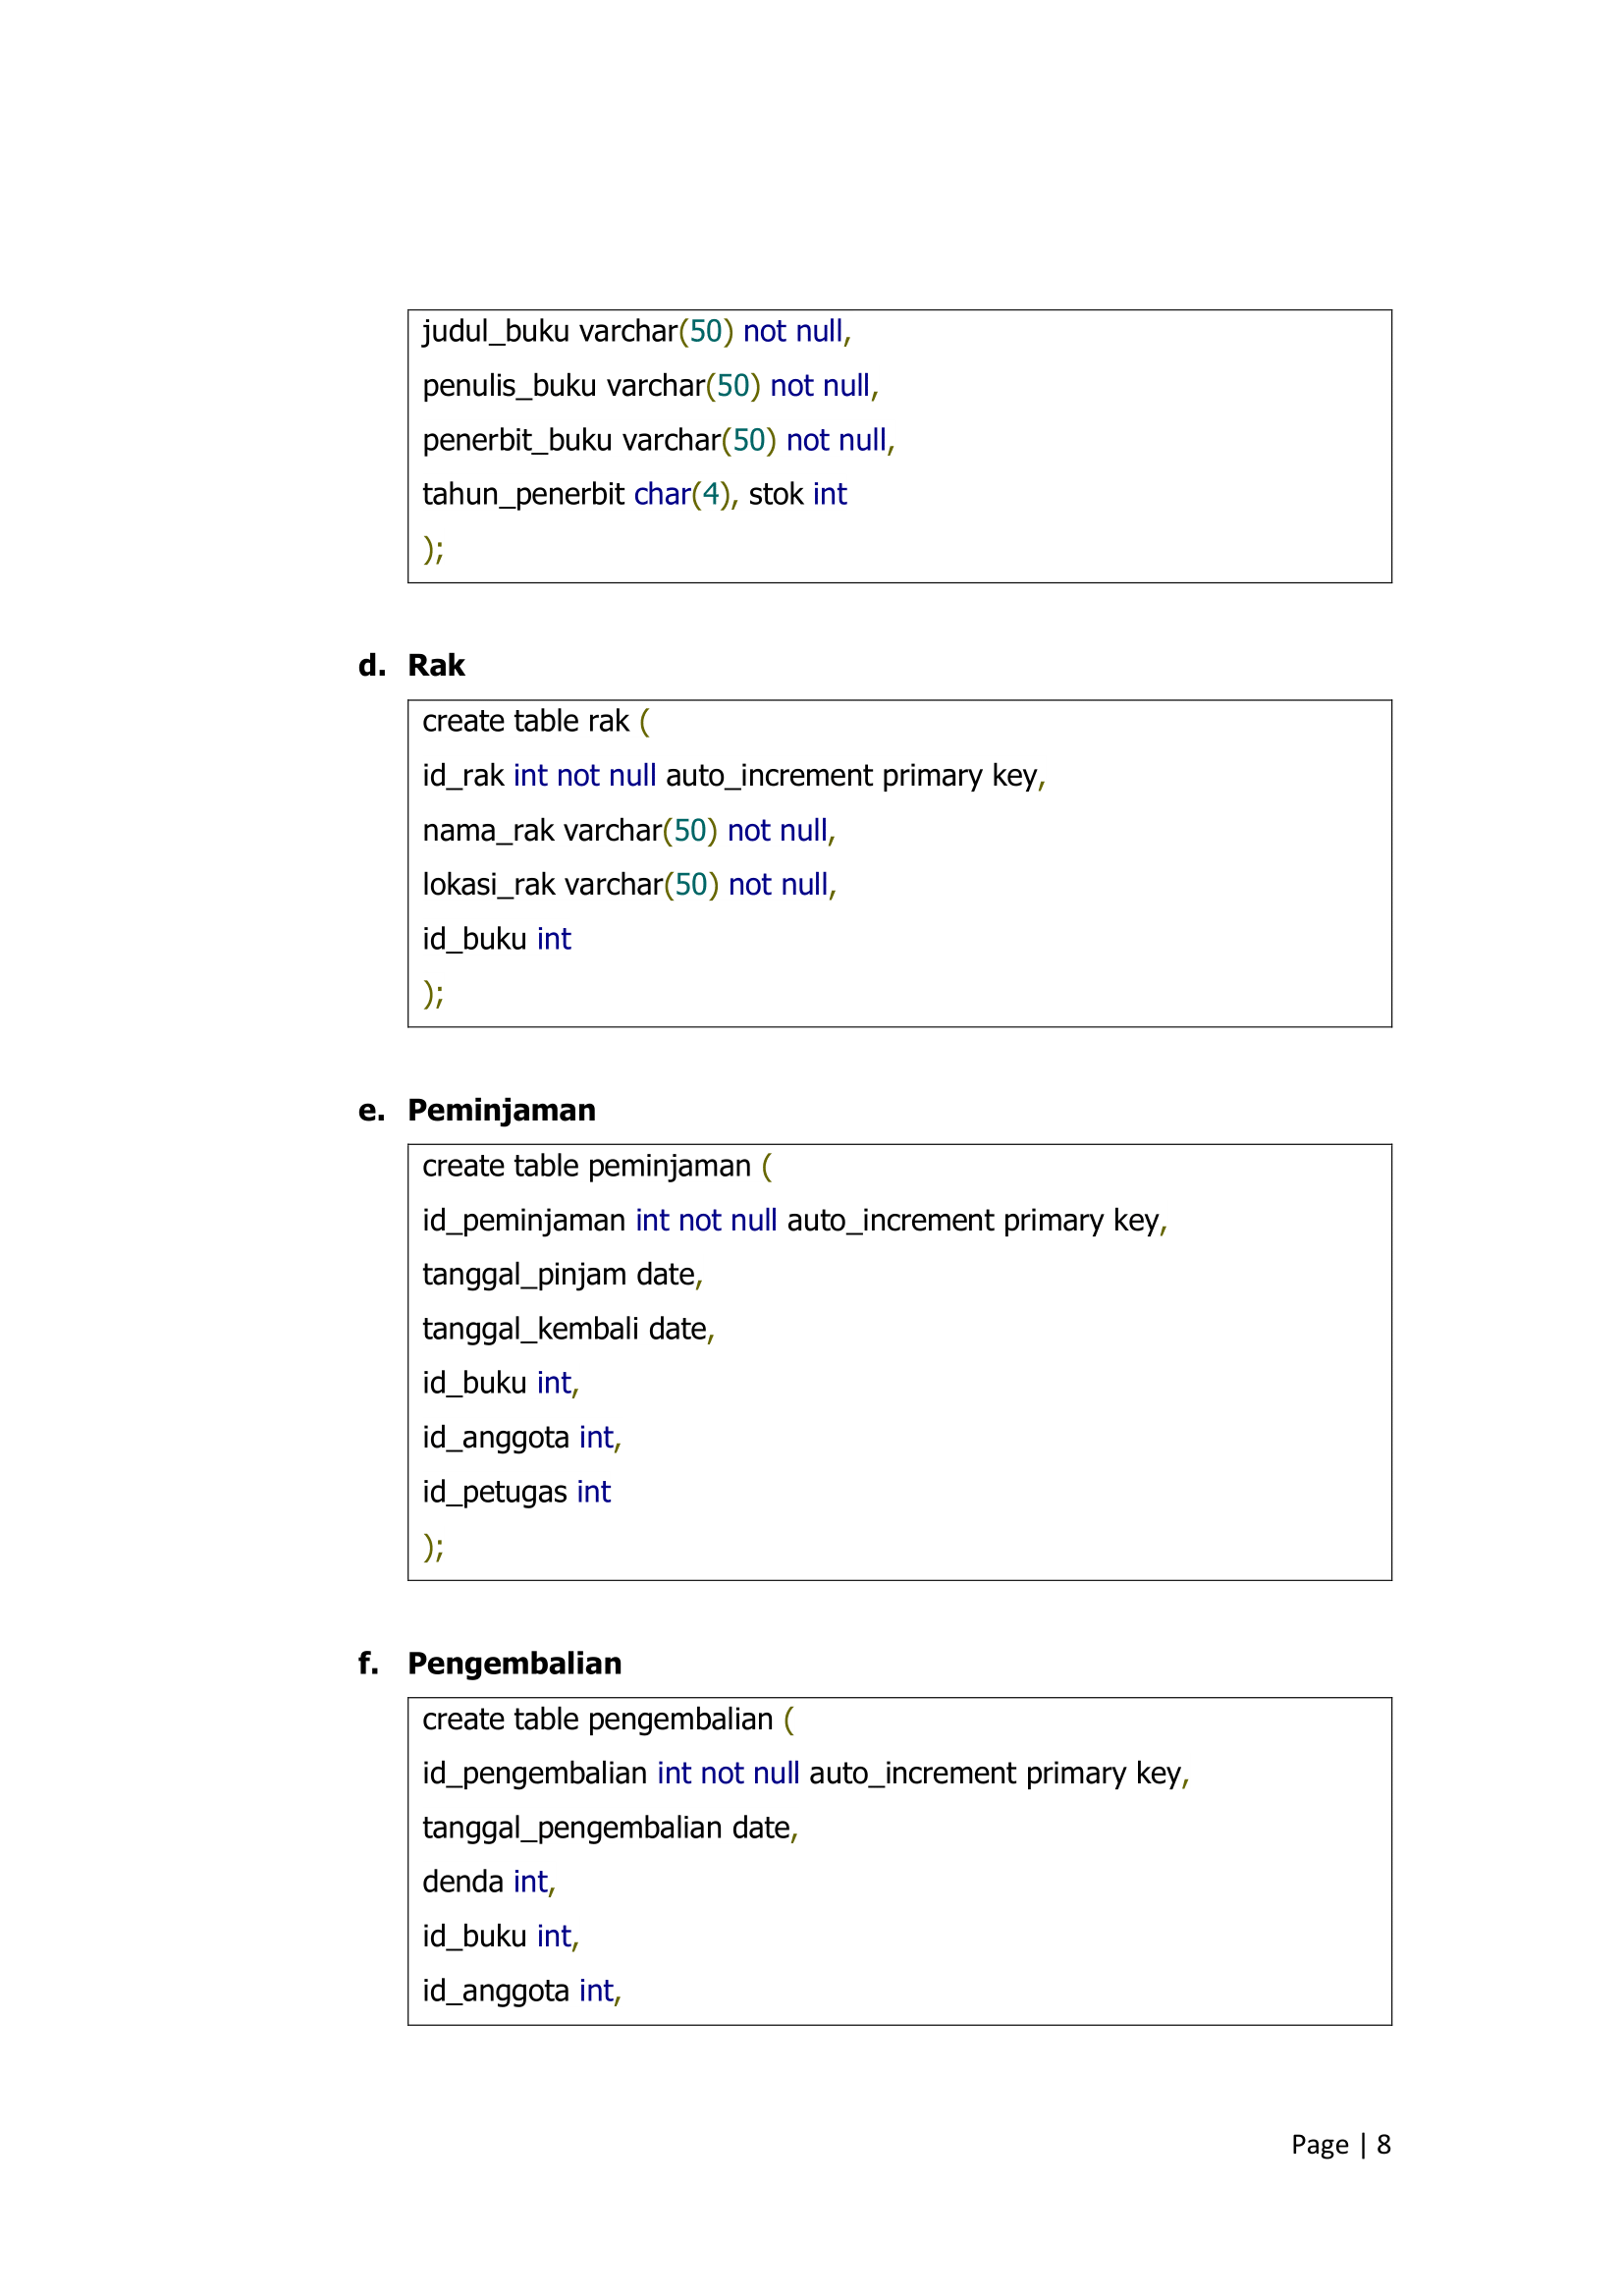 judul_buku varchar(50) not null,
penulis_buku varchar(50) not null,
penerbit_buku varchar(50) not null,
tahun_penerbit char(4), stok int
);
d. Rak
create table rak (
id_rak int not null auto_increment primary key,
nama_rak varchar(50) not null,
lokasi_rak varchar(50) not null,
id_buku int
);
e. Peminjaman
create table peminjaman (
id_peminjaman int not null auto_increment primary key,
tanggal_pinjam date,
tanggal_kembali date,
id_buku int,
id_anggota int,
id_petugas int
);
f. Pengembalian
create table pengembalian (
id_pengembalian int not null auto_increment primary key,
tanggal_pengembalian date,
denda int,
id_buku int,
id_anggota int,
Page | 8